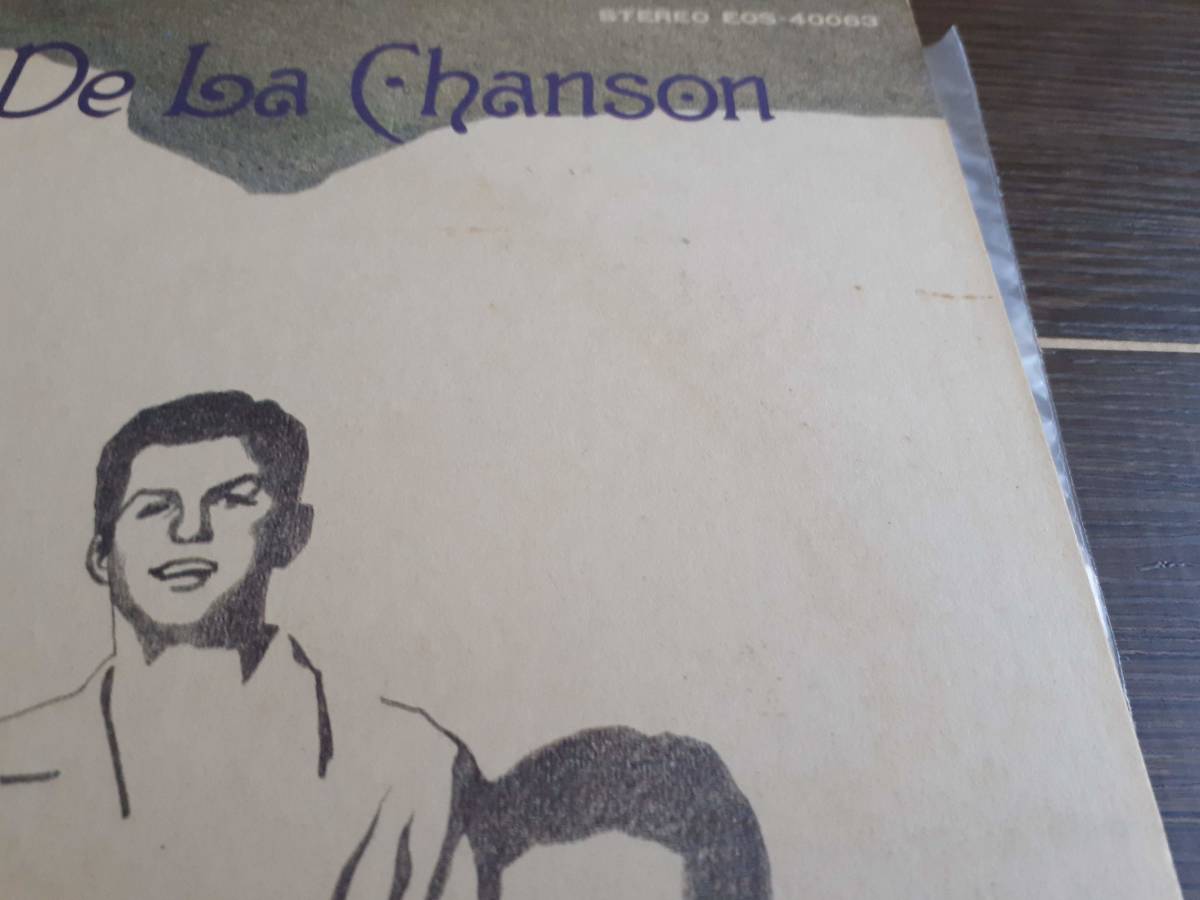 STEREO EOS-40063
De La Chanson